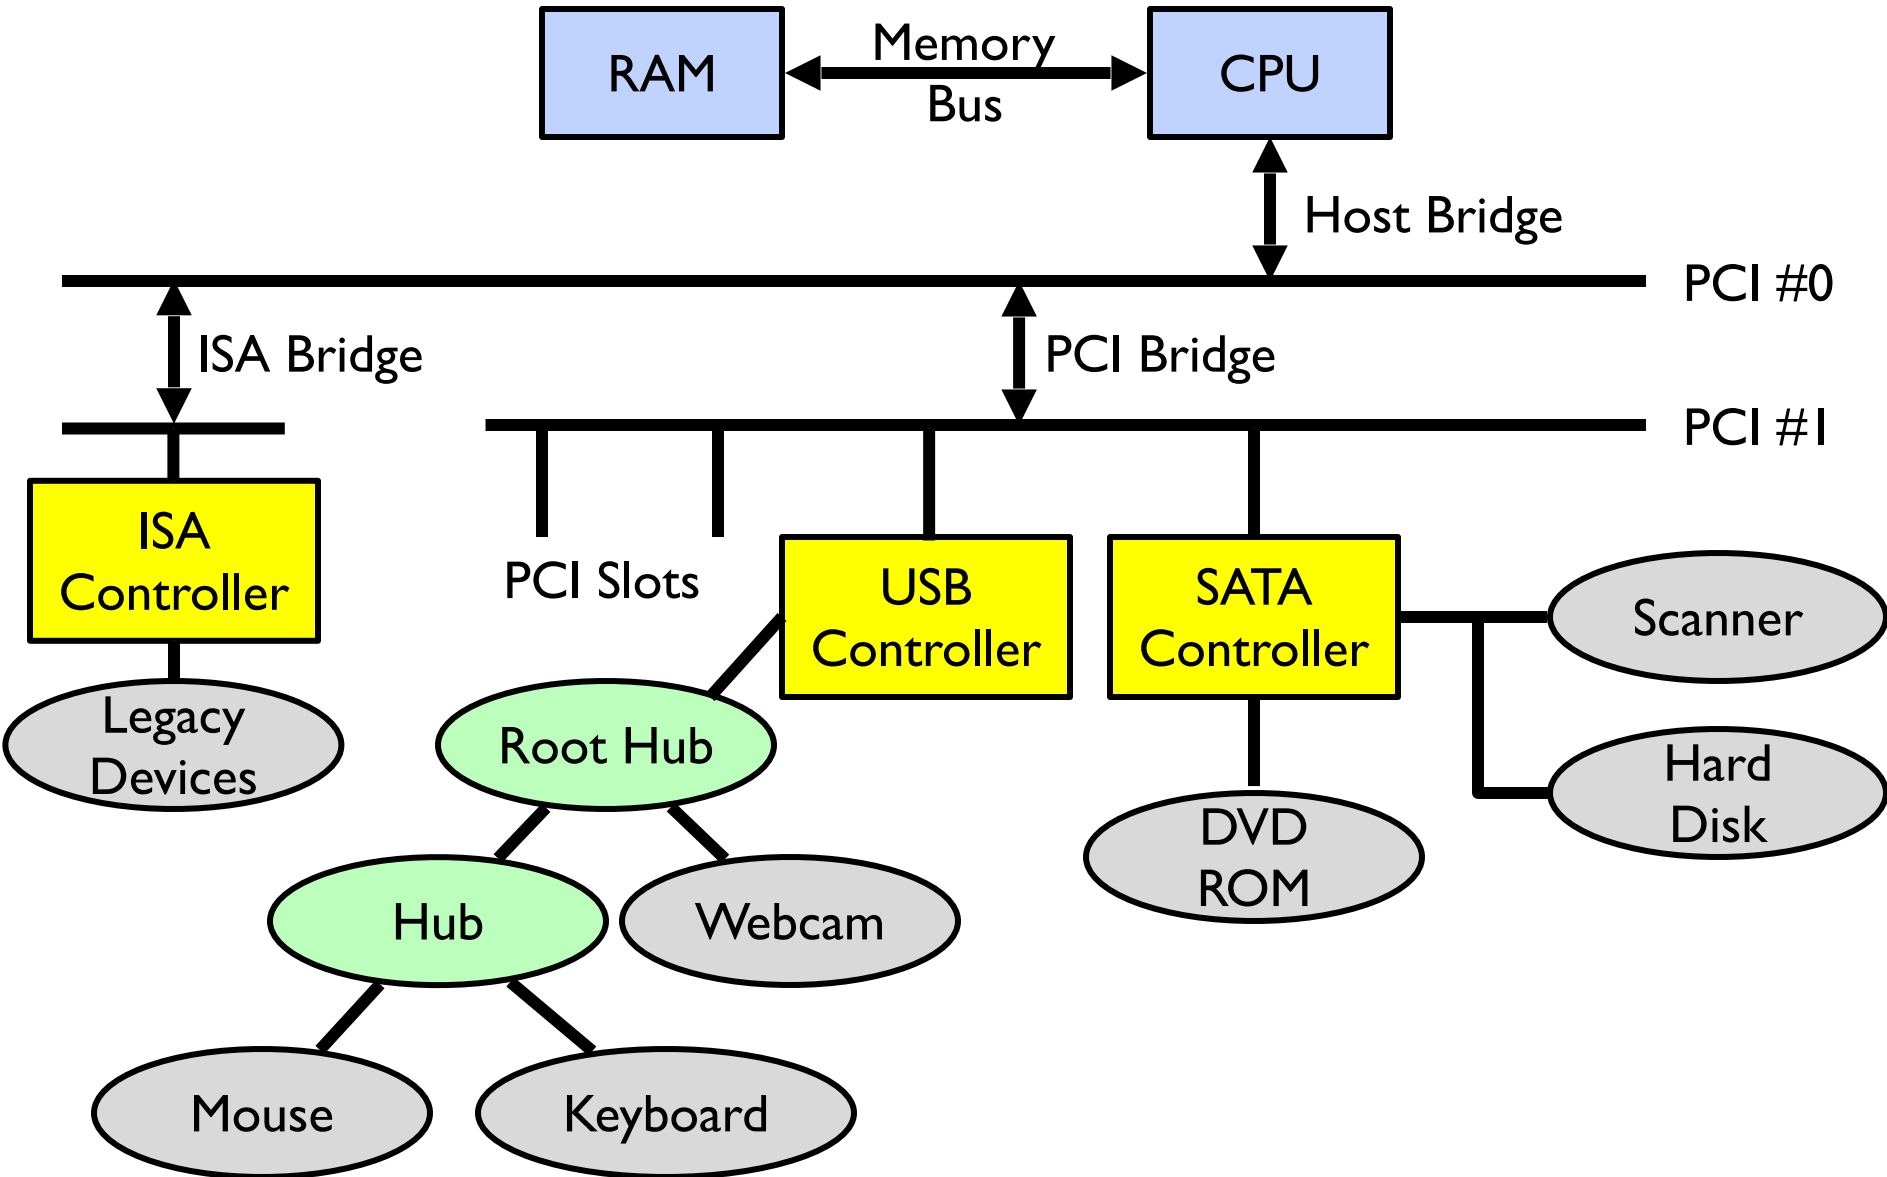 RAM
Memory
Bus
CPU
Host Bridge
PCI #0
ISA Bridge
PCI Bridge
PCI #1
ISA
Controller
PCI Slots
USB
Controller
SATA
Controller
Scanner
Legacy
Devices
Root Hub
Hard
Disk
DVD
ROM
Hub
Webcam
Mouse
Keyboard